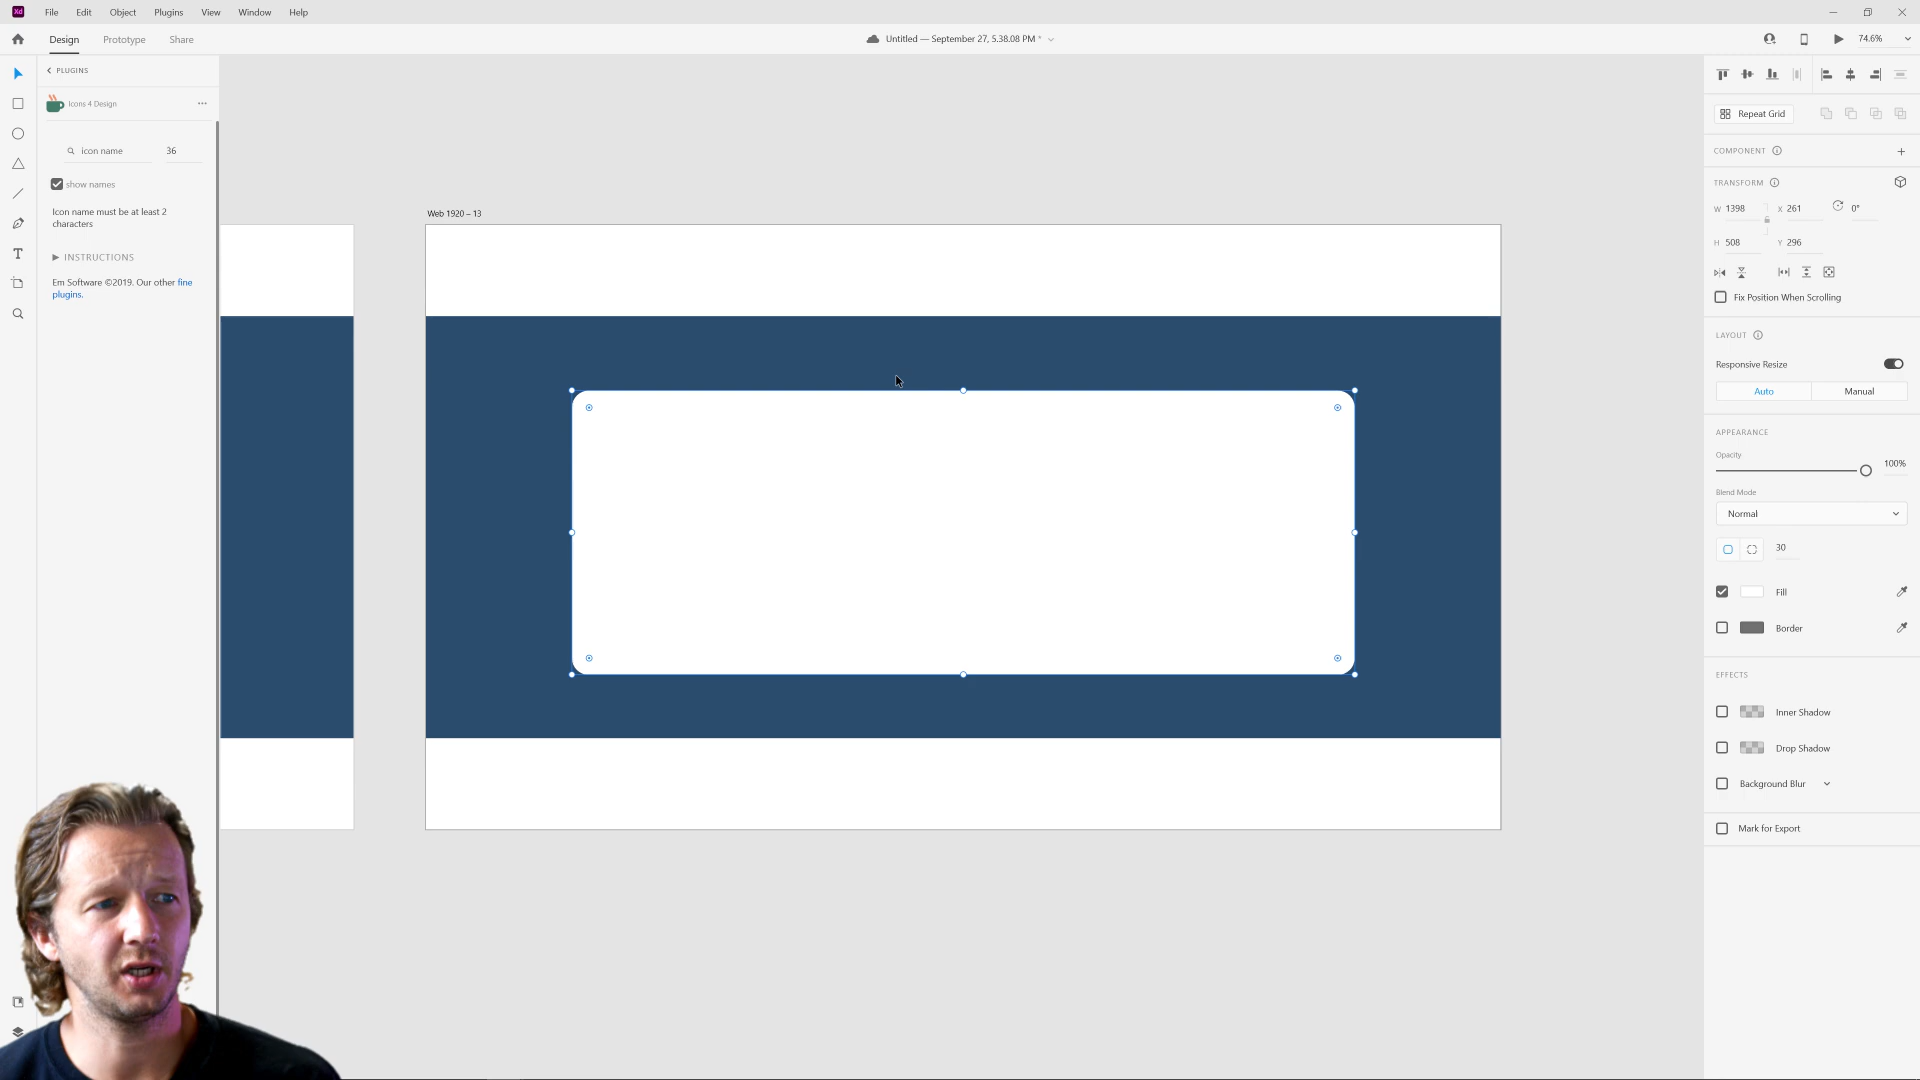 Xd File Edit Object Plugins View Window Help
Design Prototype Share
Untitled — September 27, 5.38.08 PM *
74.6%
PLUGINS
Icons 4 Design
icon name 36
show names
Icon name must be at least 2
characters
INSTRUCTIONS
Em Software ©2019. Our other fine
plugins.
Web 1920 – 13
Repeat Grid
COMPONENT
TRANSFORM
W 1398 X 261 0°
H 508 Y 296
Fix Position When Scrolling
LAYOUT
Responsive Resize
Auto Manual
APPEARANCE
Opacity
100%
Blend Mode
Normal
30
Fill
Border
EFFECTS
Inner Shadow
Drop Shadow
Background Blur
Mark for Export